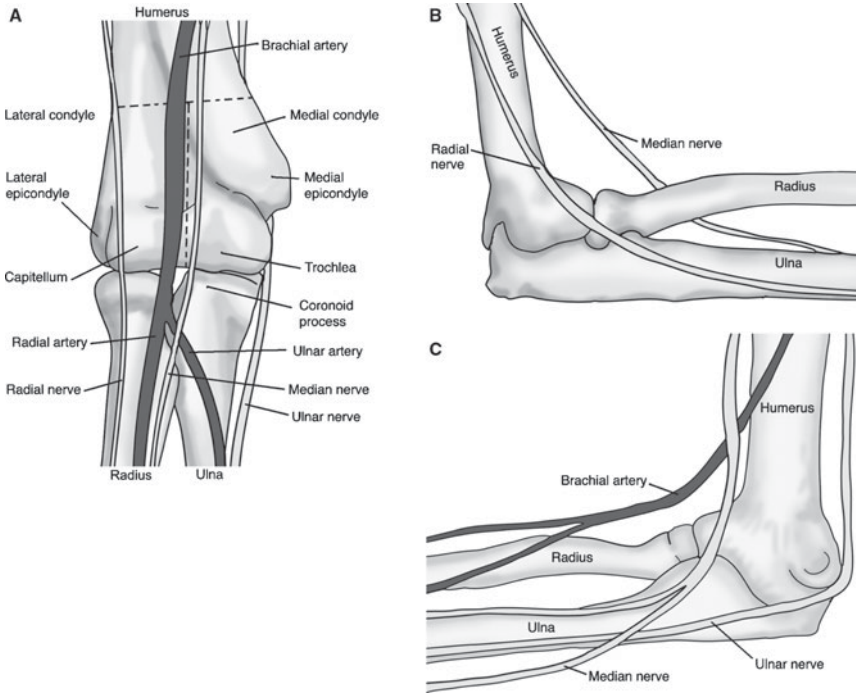 A
Humerus
Brachial artery
Lateral condyle
Medial condyle
Lateral
epicondyle
Medial
epicondyle
Capitellum
Trochlea
Coronoid
process
Radial artery
Ulnar artery
Radial nerve
Median nerve
Ulnar nerve
Radius
Ulna
B
Humerus
Median nerve
Radial
nerve
Radius
Ulna
C
Humerus
Brachial artery
Radius
Ulna
Median nerve
Ulnar nerve